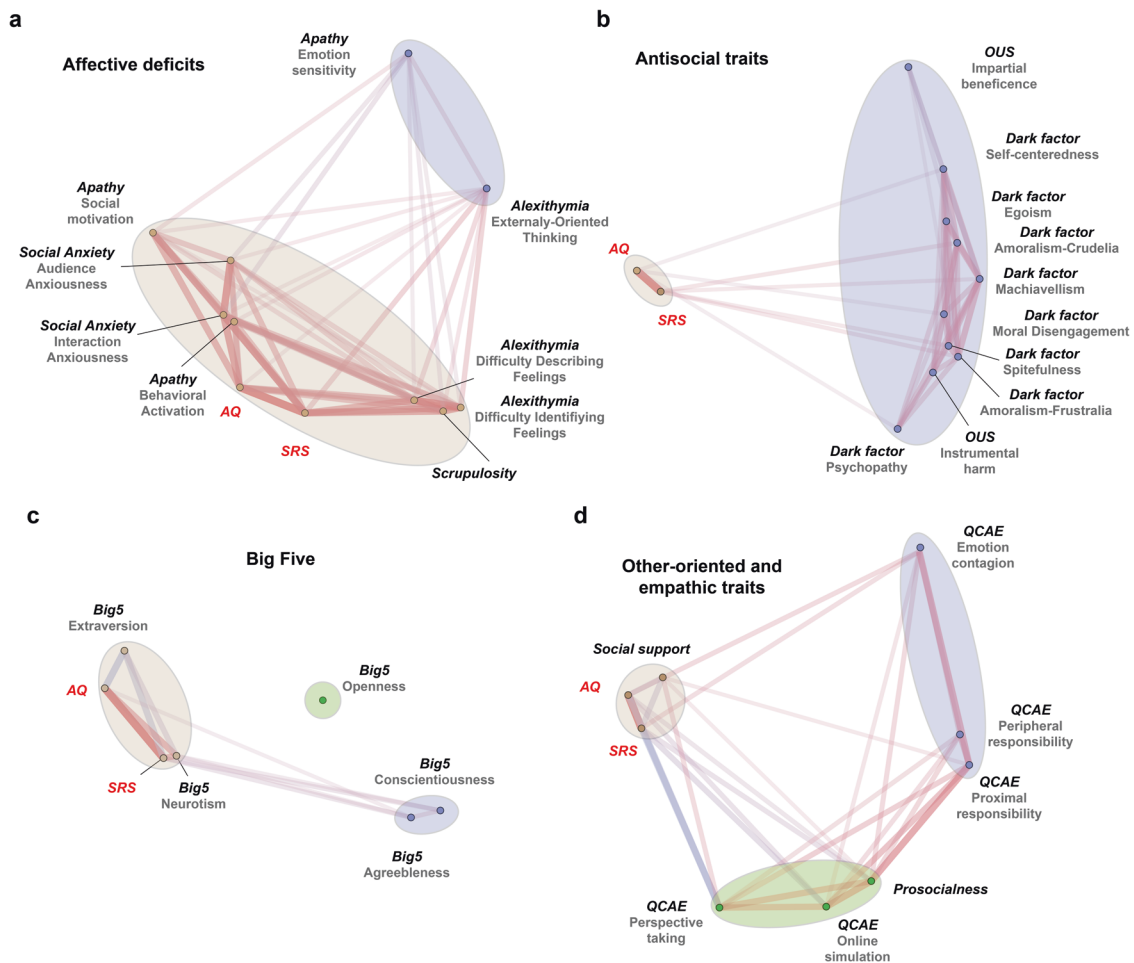 a
Affective deficits
Apathy
Emotion
sensitivity
Apathy
Social
motivation
Alexithymia
Externaly-Oriented
Thinking
Social Anxiety
Audience
Anxiousness
Social Anxiety
Interaction
Anxiousness
Apathy
Behavioral
Activation
AQ
SRS
Alexithymia
Difficulty Describing
Feelings
Alexithymia
Difficulty Identifiying
Feelings
Scrupulosity
b
Antisocial traits
OUS
Impartial
beneficence
Dark factor
Self-centeredness
Dark factor
Egoism
Dark factor
Amoralism-Crudelia
Dark factor
Machiavellism
Dark factor
Moral Disengagement
Dark factor
Spitefulness
Dark factor
Amoralism-Frustralia
OUS
Instrumental
harm
Dark factor
Psychopathy
AQ
SRS
c
Big Five
Big5
Extraversion
AQ
Big5
Openness
SRS
Big5
Neurotism
Big5
Conscientiousness
Big5
Agreebleness
d
Other-oriented and
empathic traits
QCAE
Emotion
contagion
Social support
AQ
SRS
QCAE
Peripheral
responsibility
QCAE
Proximal
responsibility
Prosocialness
QCAE
Perspective
taking
QCAE
Online
simulation